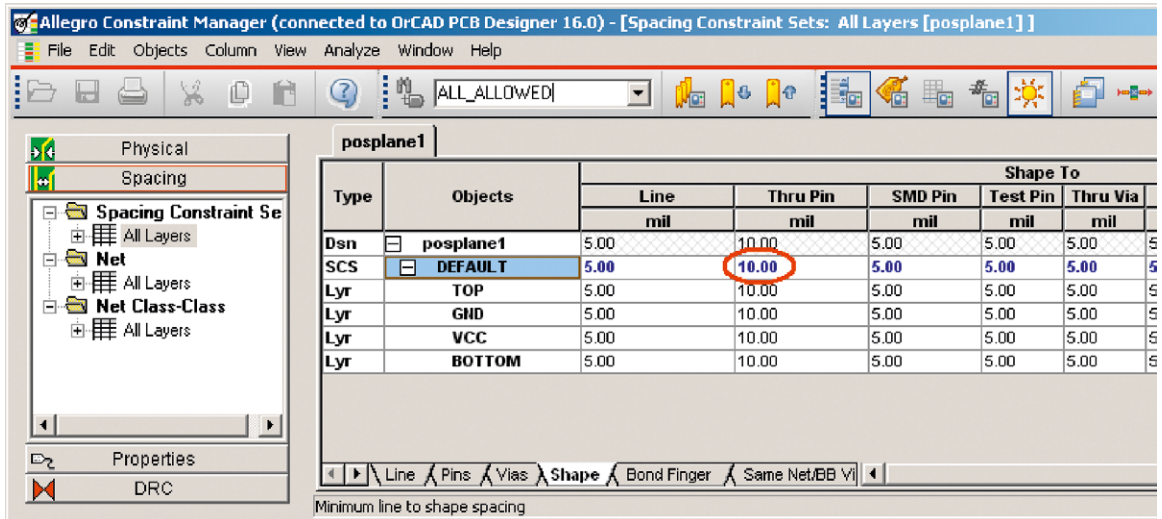 Allegro Constraint Manager (connected to OrCAD PCB Designer 16.0) - [Spacing Constraint Sets: All Layers [posplane1] ]
File Edit Objects Column View Analyze Window Help
ALL_ALLOWED
Physical
Spacing
Spacing Constraint Se
All Layers
Net
All Layers
Net Class-Class
All Layers
Properties
DRC
posplane1
Shape To
Type Objects Line Thru Pin SMD Pin Test Pin Thru Via
mil mil mil mil mil
Dsn posplane1 5.00 10.00 5.00 5.00 5.00 5
SCS DEFAULT 5.00 10.00 5.00 5.00 5.00 5
Lyr TOP 5.00 10.00 5.00 5.00 5.00 5
Lyr GND 5.00 10.00 5.00 5.00 5.00 5
Lyr VCC 5.00 10.00 5.00 5.00 5.00 5
Lyr BOTTOM 5.00 10.00 5.00 5.00 5.00 5
Line Pins Vias Shape Bond Finger Same Net/BB Vi
Minimum line to shape spacing